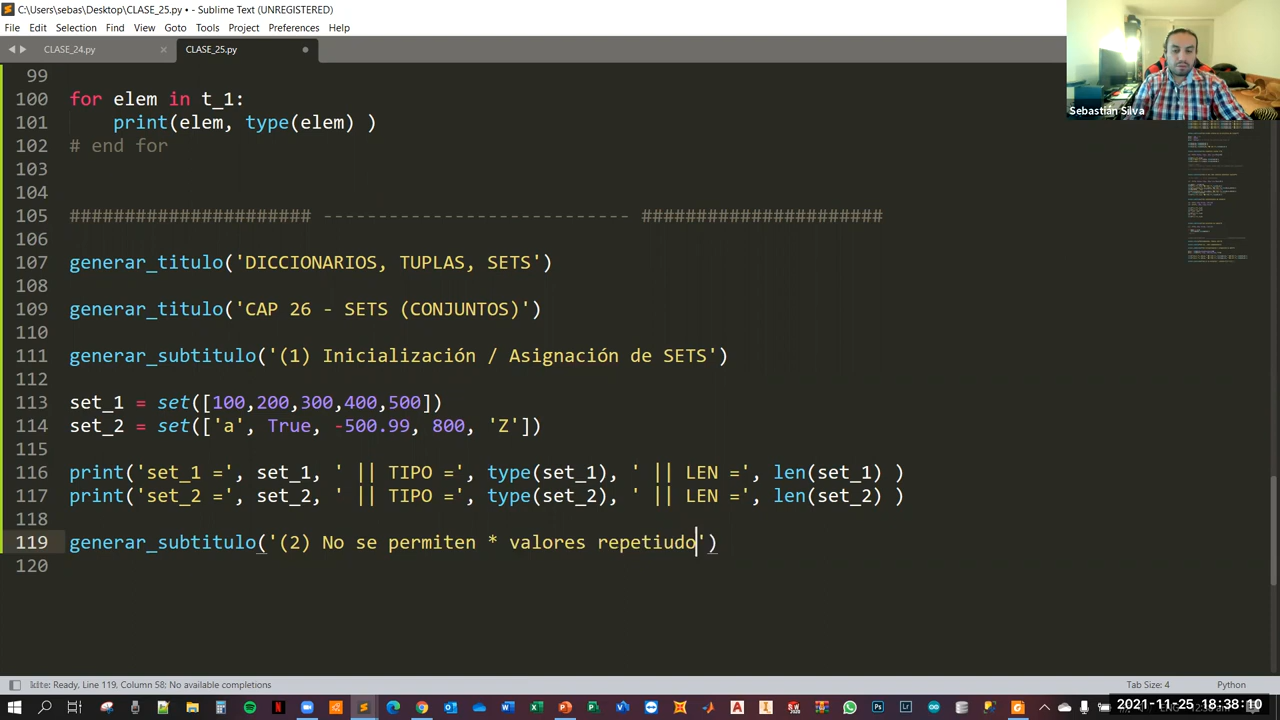 C:\Users\sebas\Desktop\CLASE_25.py • - Sublime Text (UNREGISTERED)
File Edit Selection Find View Goto Tools Project Preferences Help
CLASE_24.py
CLASE_25.py
99
100 for elem in t_1:
101 print(elem, type(elem) )
102 # end for
103
104
105 ###################### ---------------------------- ######################
106
107 generar_titulo('DICCIONARIOS, TUPLAS, SETS')
108
109 generar_titulo('CAP 26 - SETS (CONJUNTOS)')
110
111 generar_subtitulo('(1) Inicialización / Asignación de SETS')
112
113 set_1 = set([100,200,300,400,500])
114 set_2 = set(['a', True, -500.99, 800, 'Z'])
115
116 print('set_1 =', set_1, ' || TIPO =', type(set_1), ' || LEN =', len(set_1) )
117 print('set_2 =', set_2, ' || TIPO =', type(set_2), ' || LEN =', len(set_2) )
118
119 generar_subtitulo('(2) No se permiten * valores repetiudo')
120
Sebastián Silva
kite: Ready, Line 119, Column 58: No available completions
Tab Size: 4
Python
2021-11-25 18:38:10